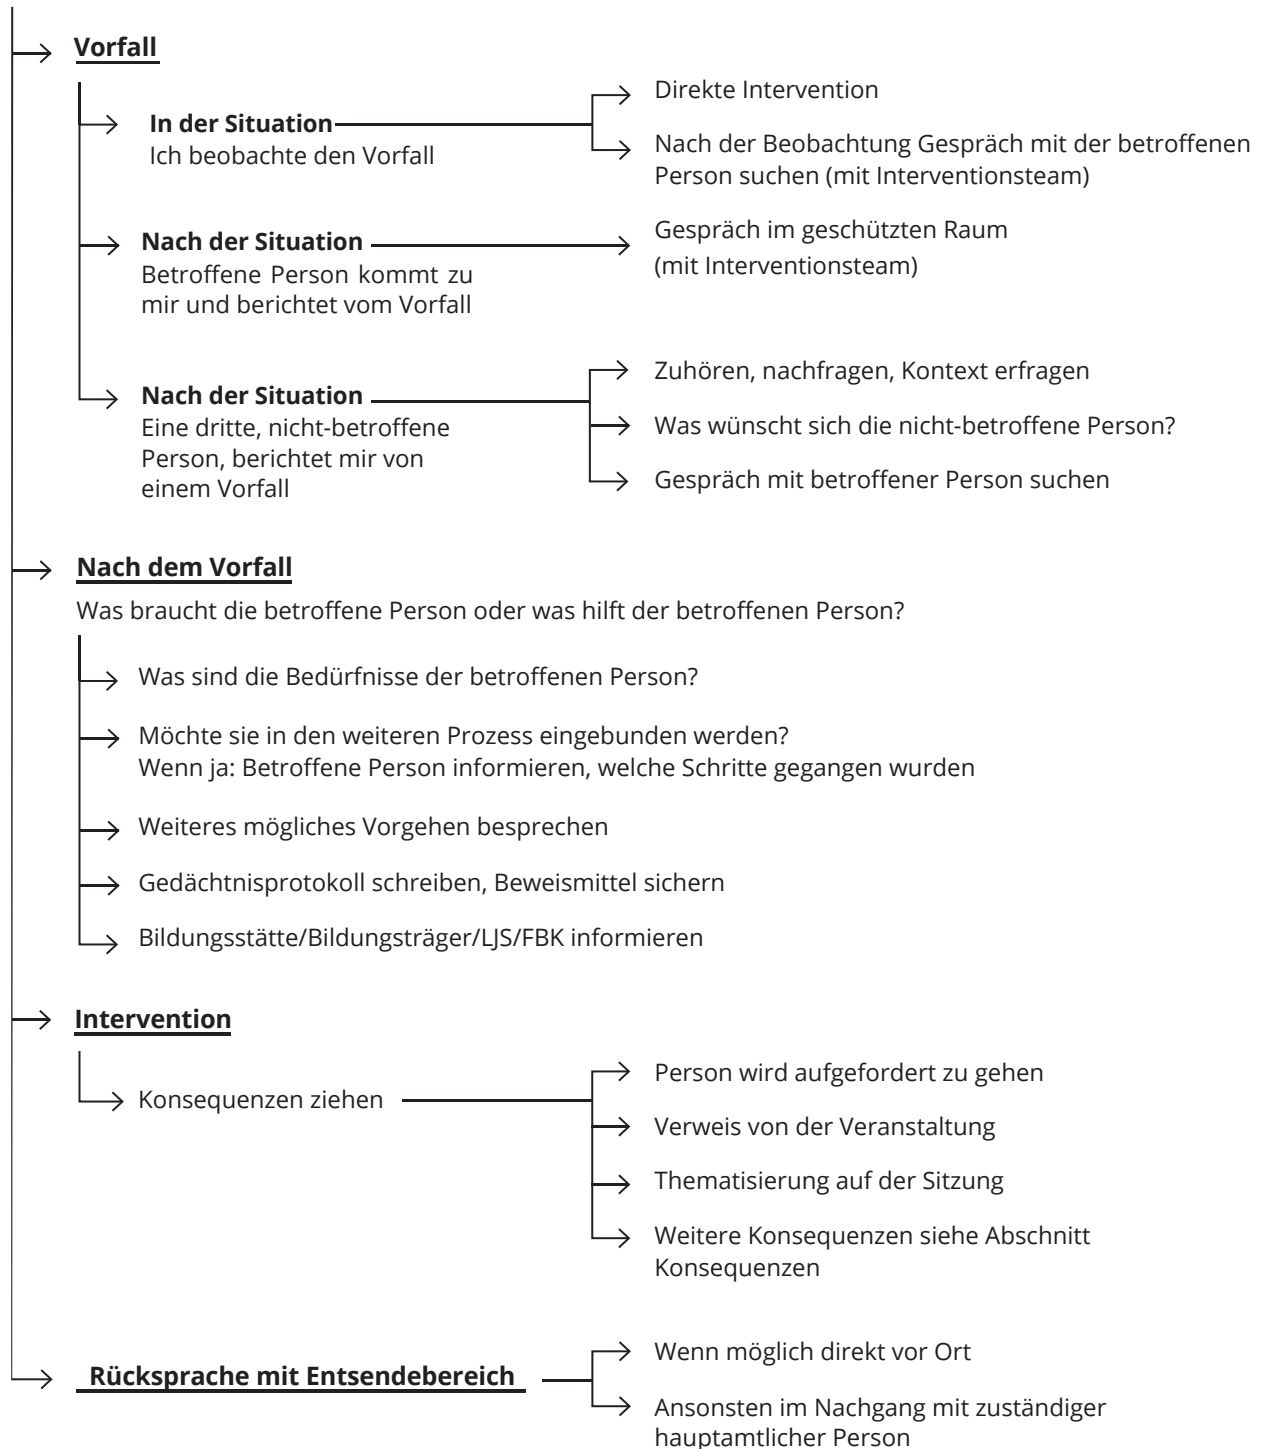 Vorfall
In der Situation
Ich beobachte den Vorfall
Direkte Intervention
Nach der Beobachtung Gespräch mit der betroffenen
Person suchen (mit Interventionsteam)
Nach der Situation
Betroffene Person kommt zu
mir und berichtet vom Vorfall
Gespräch im geschützten Raum
(mit Interventionsteam)
Nach der Situation
Eine dritte, nicht-betroffene
Person, berichtet mir von
einem Vorfall
Zuhören, nachfragen, Kontext erfragen
Was wünscht sich die nicht-betroffene Person?
Gespräch mit betroffener Person suchen
Nach dem Vorfall
Was braucht die betroffene Person oder was hilft der betroffenen Person?
Was sind die Bedürfnisse der betroffenen Person?
Möchte sie in den weiteren Prozess eingebunden werden?
Wenn ja: Betroffene Person informieren, welche Schritte gegangen wurden
Weiteres mögliches Vorgehen besprechen
Gedächtnisprotokoll schreiben, Beweismittel sichern
Bildungsstätte/Bildungsträger/LJS/FBK informieren
Intervention
Konsequenzen ziehen
Person wird aufgefordert zu gehen
Verweis von der Veranstaltung
Thematisierung auf der Sitzung
Weitere Konsequenzen siehe Abschnitt
Konsequenzen
Rücksprache mit Entsendebereich
Wenn möglich direkt vor Ort
Ansonsten im Nachgang mit zuständiger
hauptamtlicher Person